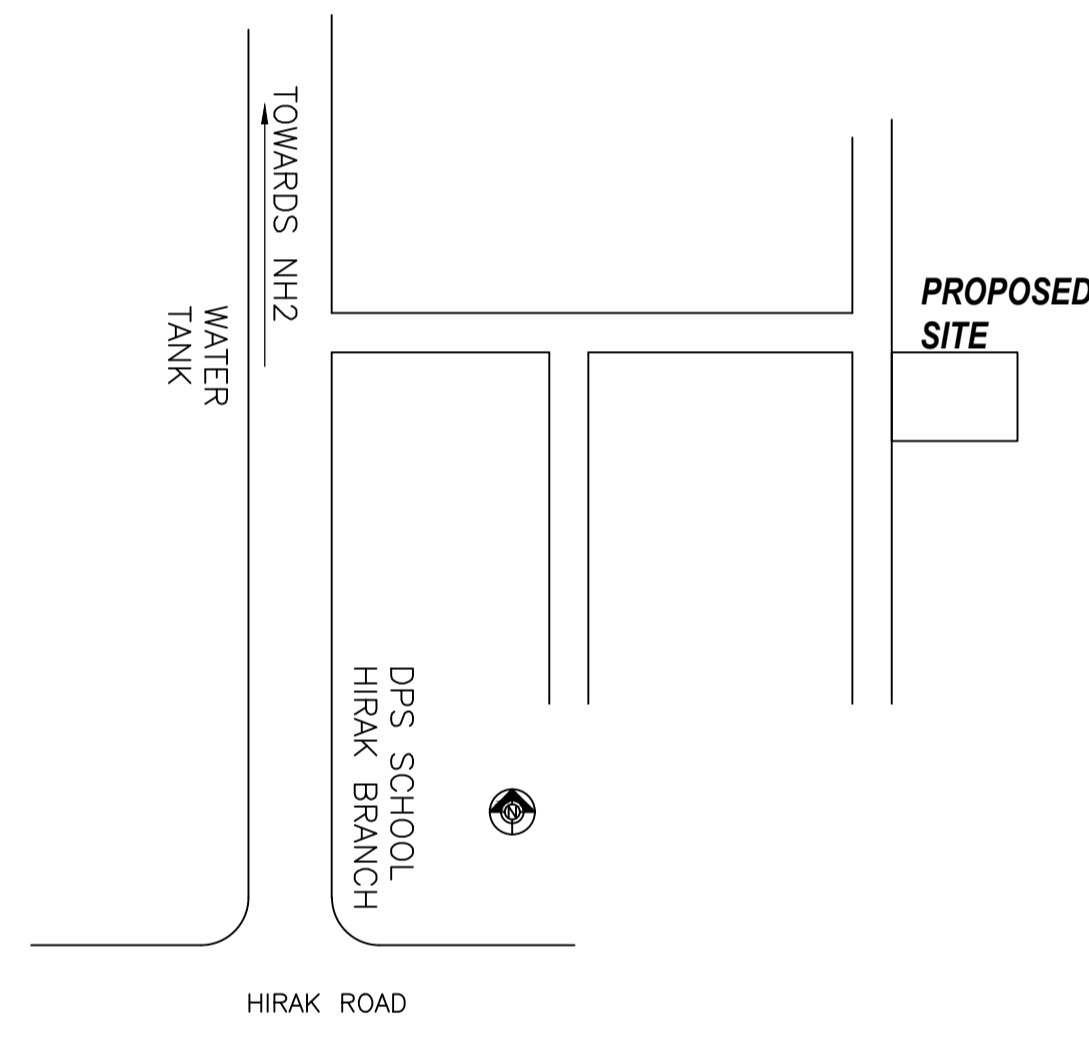 TOWARDS NH2
WATER
TANK
PROPOSED
SITE
DPS SCHOOL
HIRAK BRANCH
N
HIRAK ROAD